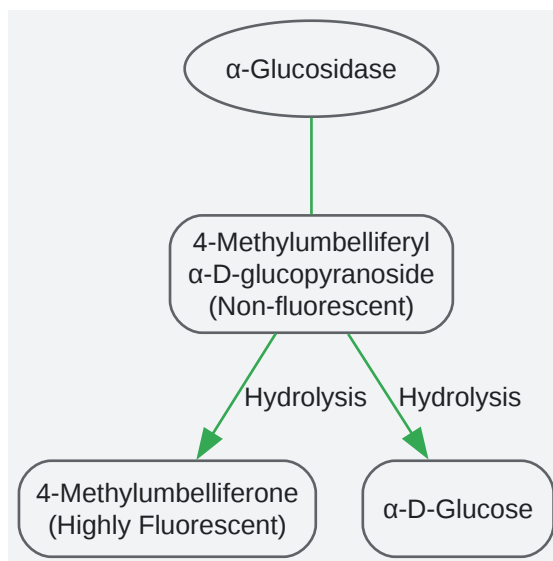 α-Glucosidase
4-Methylumbelliferyl
α-D-glucopyranoside
(Non-fluorescent)
Hydrolysis
Hydrolysis
4-Methylumbelliferone
(Highly Fluorescent)
α-D-Glucose